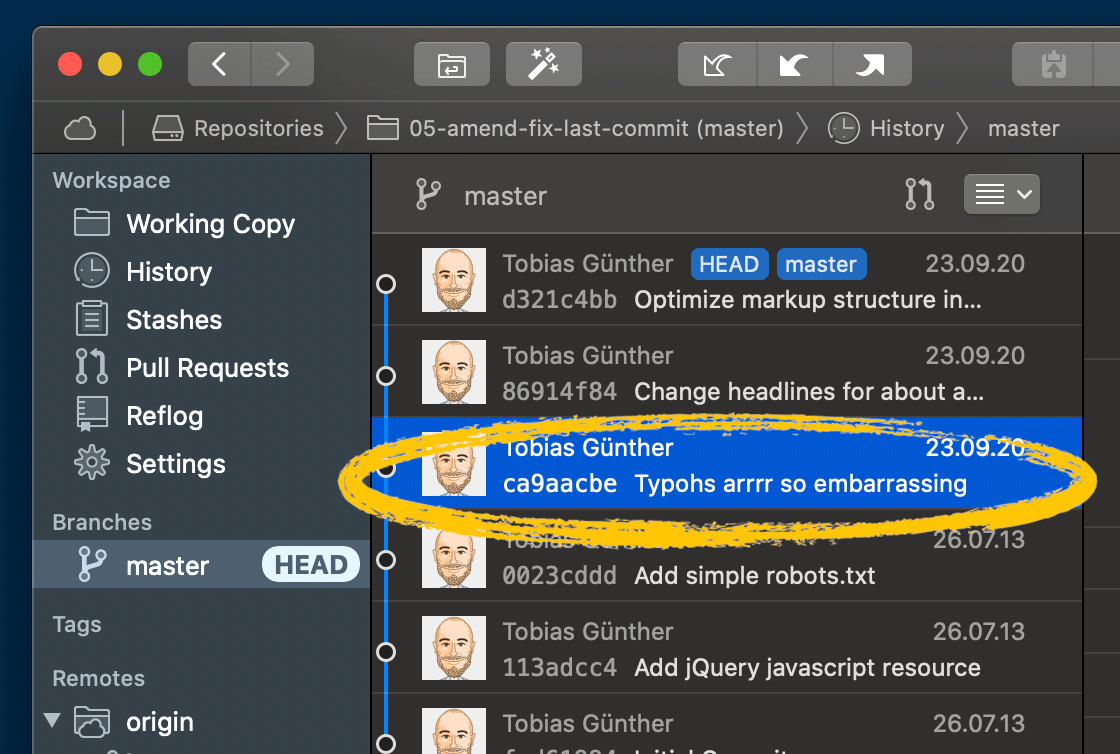 Repositories
05-amend-fix-last-commit (master)
History
master
Workspace
Working Copy
History
Stashes
Pull Requests
Reflog
Settings
Branches
master HEAD
Tags
Remotes
origin
master
Tobias Günther HEAD master 23.09.20
d321c4bb Optimize markup structure in...
Tobias Günther 23.09.20
86914f84 Change headlines for about a...
Tobias Günther 23.09.20
ca9aacbe Typohs arrrr so embarrassing
Tobias Günther 26.07.13
0023cddd Add simple robots.txt
Tobias Günther 26.07.13
113adcc4 Add jQuery javascript resource
Tobias Günther 26.07.13